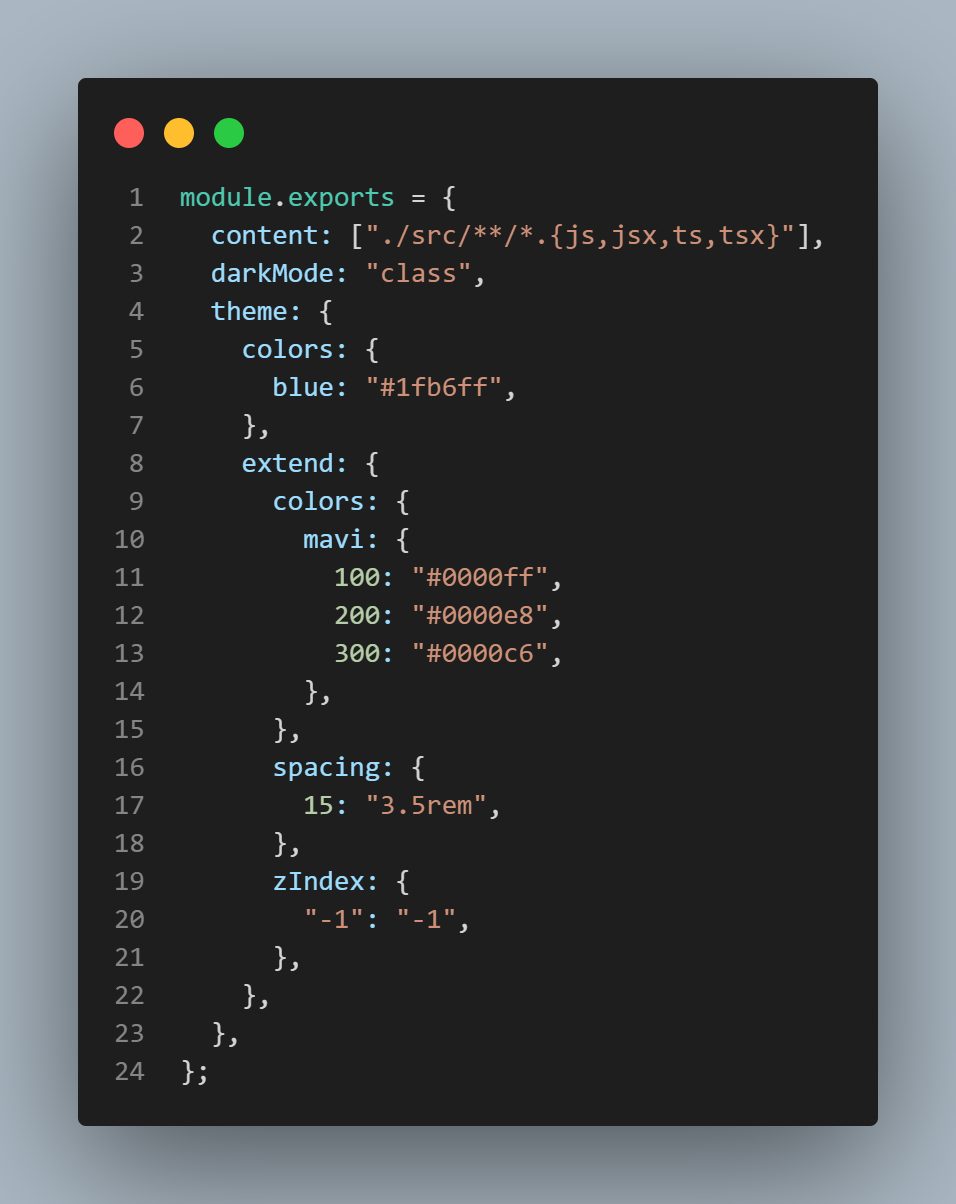 1 module.exports = {
2   content: ["./src/**/*.{js,jsx,ts,tsx}"],
3   darkMode: "class",
4   theme: {
5     colors: {
6       blue: "#1fb6ff",
7     },
8     extend: {
9       colors: {
10         mavi: {
11           100: "#0000ff",
12           200: "#0000e8",
13           300: "#0000c6",
14         },
15       },
16       spacing: {
17         15: "3.5rem",
18       },
19       zIndex: {
20         "-1": "-1",
21       },
22     },
23   },
24 };